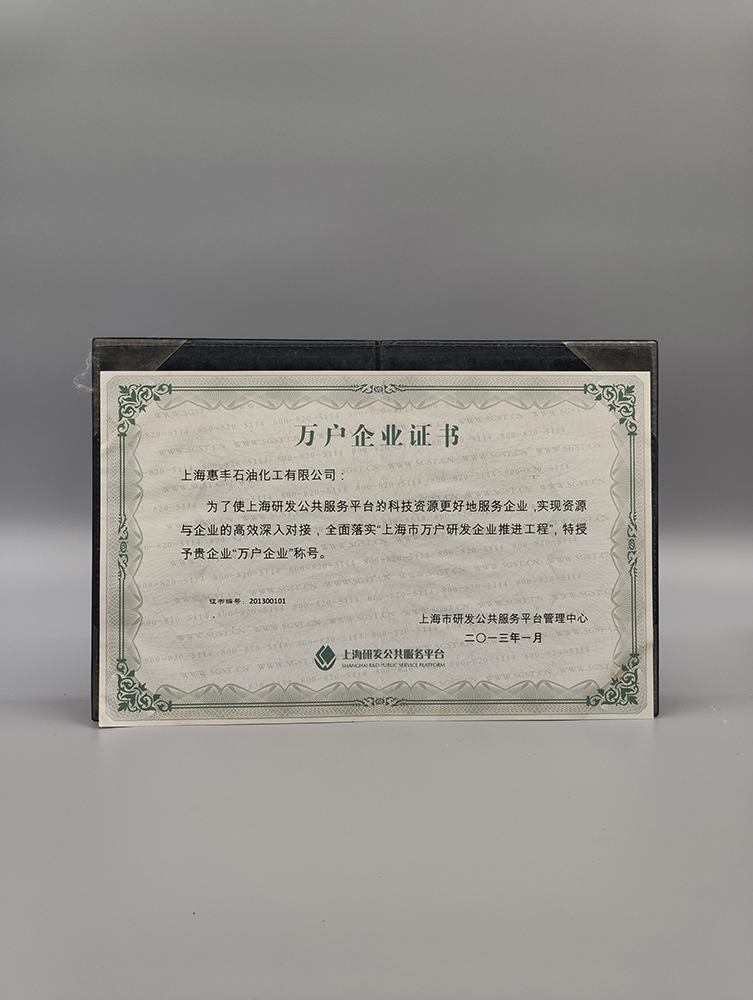 万户企业证书
上海惠丰石油化工有限公司：
为了使上海研发公共服务平台的科技资源更好地服务企业，实现资源
与企业的高效深入对接，全面落实“上海市万户研发企业推进工程”，特授
予贵企业“万户企业”称号。
证书编号：201300101
上海市研发公共服务平台管理中心
二〇一三年一月
上海研发公共服务平台
SHANGHAI R&D PUBLIC SERVICE PLATFORM
WWW.SGST.CN 800-820-5114